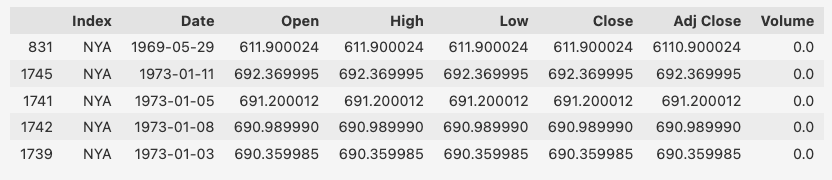 Index Date Open High Low Close Adj Close Volume
831 NYA 1969-05-29 611.900024 611.900024 611.900024 611.900024 6110.900024 0.0
1745 NYA 1973-01-11 692.369995 692.369995 692.369995 692.369995 692.369995 0.0
1741 NYA 1973-01-05 691.200012 691.200012 691.200012 691.200012 691.200012 0.0
1742 NYA 1973-01-08 690.989990 690.989990 690.989990 690.989990 690.989990 0.0
1739 NYA 1973-01-03 690.359985 690.359985 690.359985 690.359985 690.359985 0.0